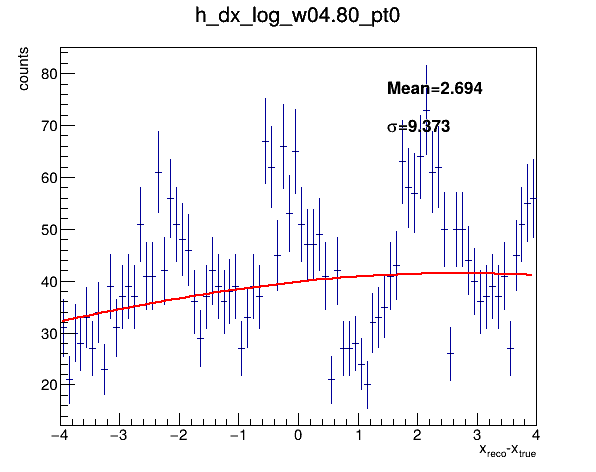 h_dx_log_w04.80_pt0
counts
80
70
60
50
40
30
20
Mean=2.694
σ=9.373
−4 −3 −2 −1 0 1 2 3 4
x_reco-x_true